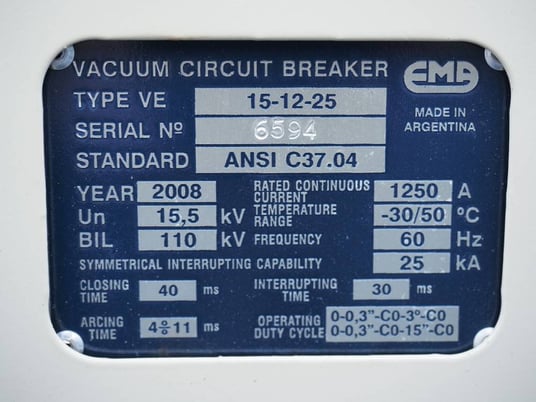 VACUUM CIRCUIT BREAKER
EMA
TYPE VE 15-12-25
MADE IN
ARGENTINA
SERIAL Nº 6594
STANDARD ANSI C37.04
YEAR 2008 RATED CONTINUOUS CURRENT 1250 A
Un 15,5 kV TEMPERATURE RANGE -30/50 ºC
BIL 110 kV FREQUENCY 60 Hz
SYMMETRICAL INTERRUPTING CAPABILITY 25 kA
CLOSING TIME 40 ms INTERRUPTING TIME 30 ms
ARCING TIME 4÷11 ms OPERATING DUTY CYCLE 0-0,3"-C0-3º-C0
0-0,3"-C0-15"-C0